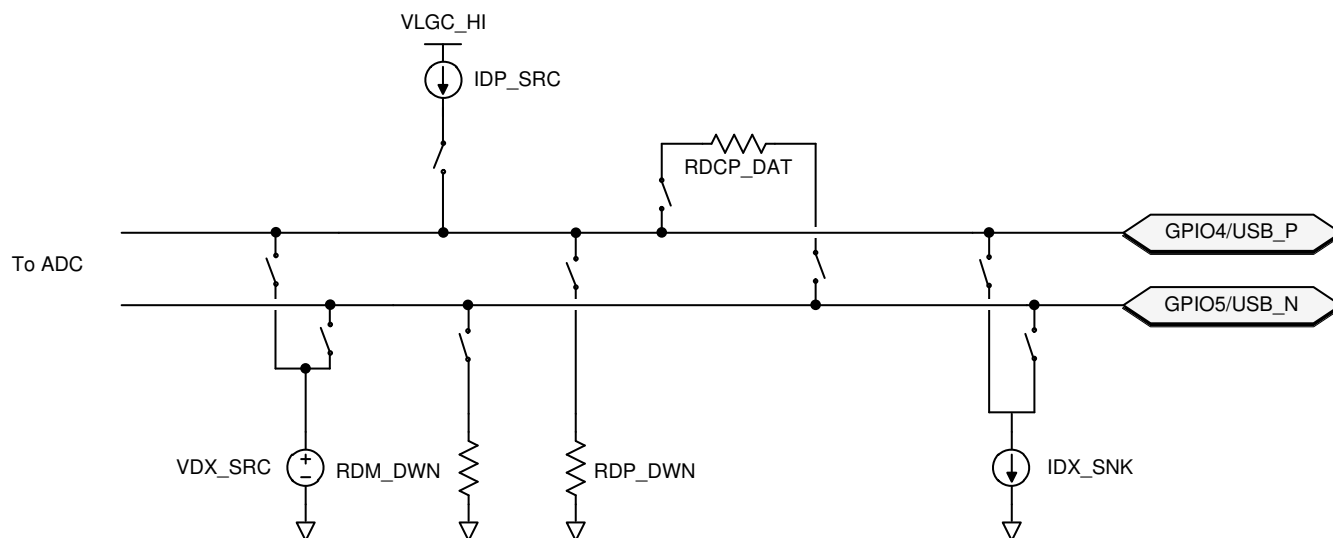 VLGC_HI
IDP_SRC
RDCP_DAT
GPIO4/USB_P
To ADC
GPIO5/USB_N
VDX_SRC
RDM_DWN
RDP_DWN
IDX_SNK